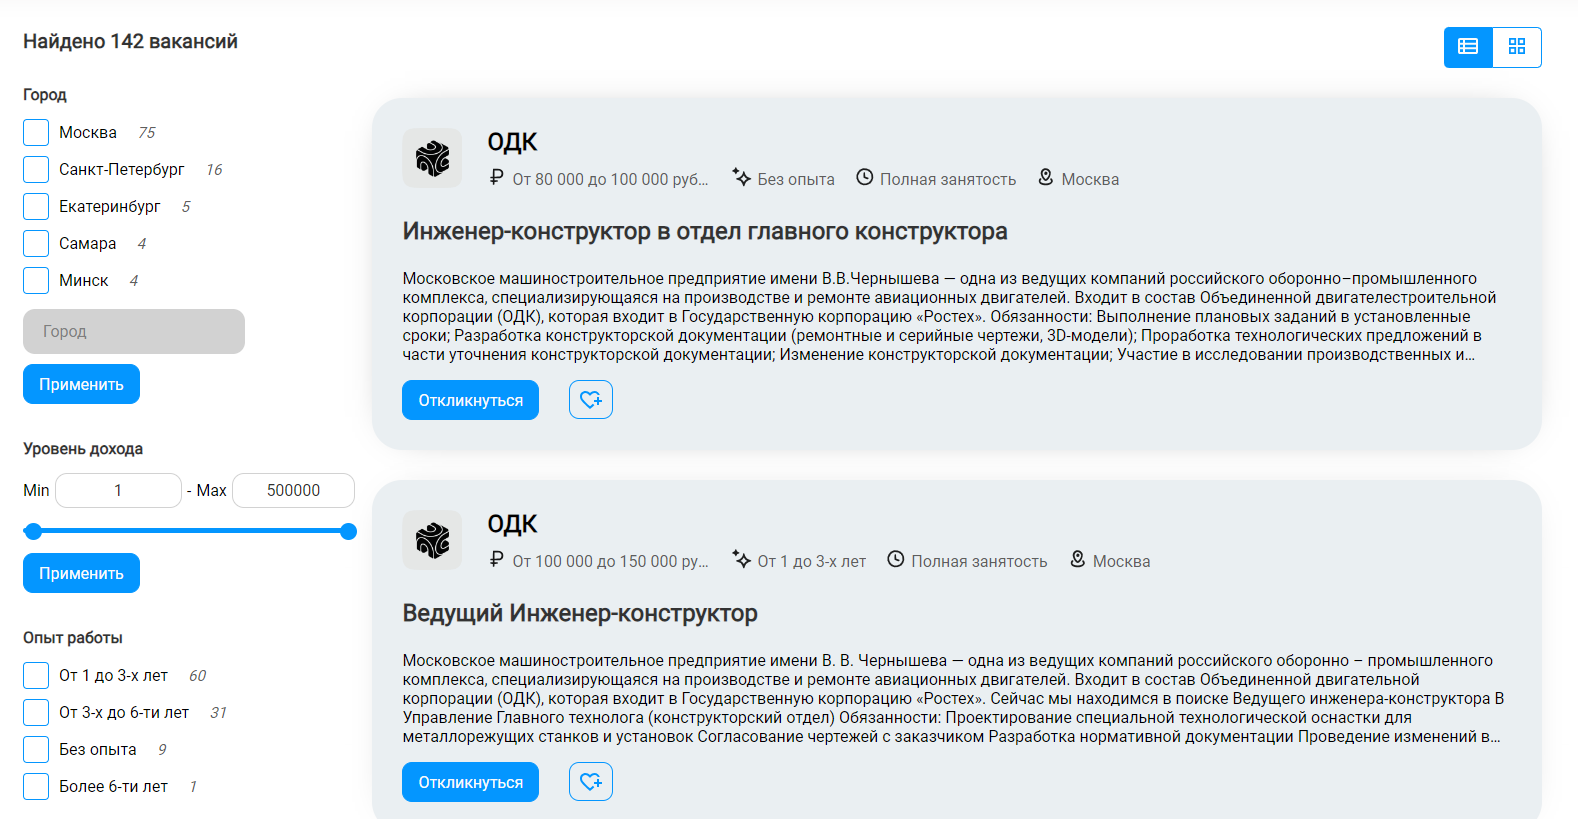 Найдено 142 вакансий
Город
Москва 75
Санкт-Петербург 16
Екатеринбург 5
Самара 4
Минск 4
Город
Применить
Уровень дохода
Min 1 - Max 500000
Применить
Опыт работы
От 1 до 3-х лет 60
От 3-х до 6-ти лет 31
Без опыта 9
Более 6-ти лет 1
ОДК
₽ От 80 000 до 100 000 руб... Без опыта Полная занятость Москва
Инженер-конструктор в отдел главного конструктора
Московское машиностроительное предприятие имени В.В.Чернышева — одна из ведущих компаний российского оборонно–промышленного
комплекса, специализирующаяся на производстве и ремонте авиационных двигателей. Входит в состав Объединенной двигателестроительной
корпорации (ОДК), которая входит в Государственную корпорацию «Ростех». Обязанности: Выполнение плановых заданий в установленные
сроки; Разработка конструкторской документации (ремонтные и серийные чертежи, 3D-модели); Проработка технологических предложений в
части уточнения конструкторской документации; Изменение конструкторской документации; Участие в исследовании производственных и...
Откликнуться
ОДК
₽ От 100 000 до 150 000 ру... От 1 до 3-х лет Полная занятость Москва
Ведущий Инженер-конструктор
Московское машиностроительное предприятие имени В. В. Чернышева — одна из ведущих компаний российского оборонно – промышленного
комплекса, специализирующаяся на производстве и ремонте авиационных двигателей. Входит в состав Объединенной двигательной
корпорации (ОДК), которая входит в Государственную корпорацию «Ростех». Сейчас мы находимся в поиске Ведущего инженера-конструктора В
Управление Главного технолога (конструкторский отдел) Обязанности: Проектирование специальной технологической оснастки для
металлорежущих станков и установок Согласование чертежей с заказчиком Разработка нормативной документации Проведение изменений в...
Откликнуться